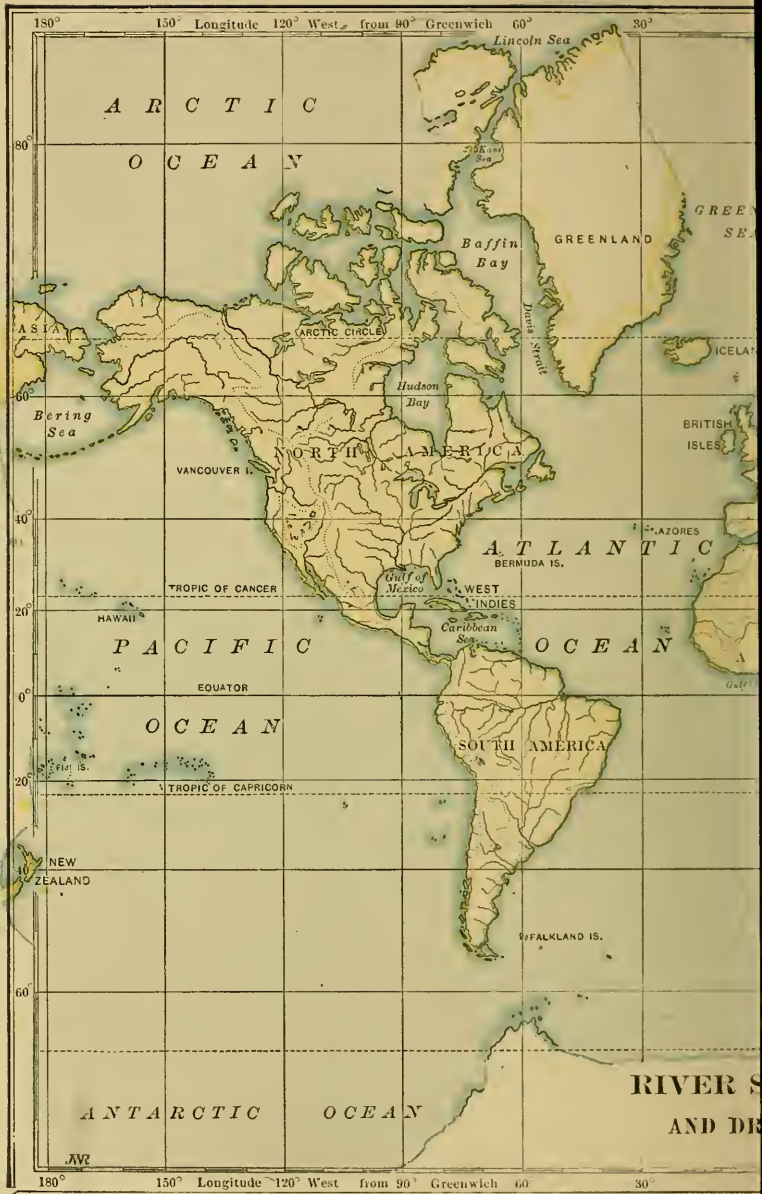 180° 150° Longitude 120° West from 90° Greenwich 60° 30°
Lincoln Sea
ARCTIC
80°
OCEAN
Kane
Sea
GREEN
SEA
Baffin
Bay
GREENLAND
Davis Strait
ASIA
ARCTIC CIRCLE
ICELAN
60°
Hudson
Bay
Bering
Sea
BRITISH
ISLES
NORTH AMERICA
VANCOUVER I.
40°
AZORES
ATLANTIC
BERMUDA IS.
Gulf of
Mexico
TROPIC OF CANCER
WEST
INDIES
20°
HAWAII
Caribbean
Sea
PACIFIC
OCEAN
A
Gulf
EQUATOR
0°
OCEAN
SOUTH AMERICA
FIJI IS.
20°
TROPIC OF CAPRICORN
NEW
40°
ZEALAND
FALKLAND IS.
60°
RIVER S
ANTARCTIC OCEAN
AND DR
180° 150° Longitude 120° West from 90° Greenwich 60° 30°